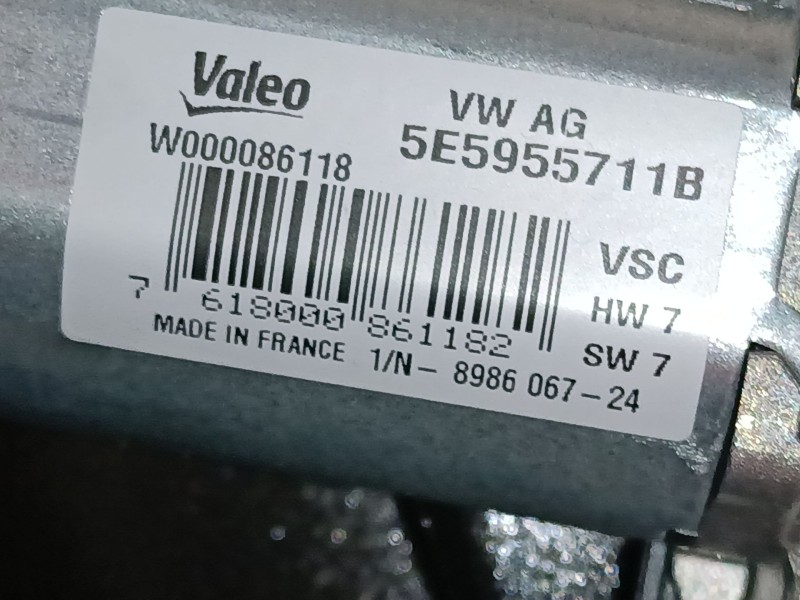 Valeo
VW AG
W000086118
5E5955711B
VSC
HW 7
SW 7
7 618000 861182
MADE IN FRANCE 1/N- 8986 067-24